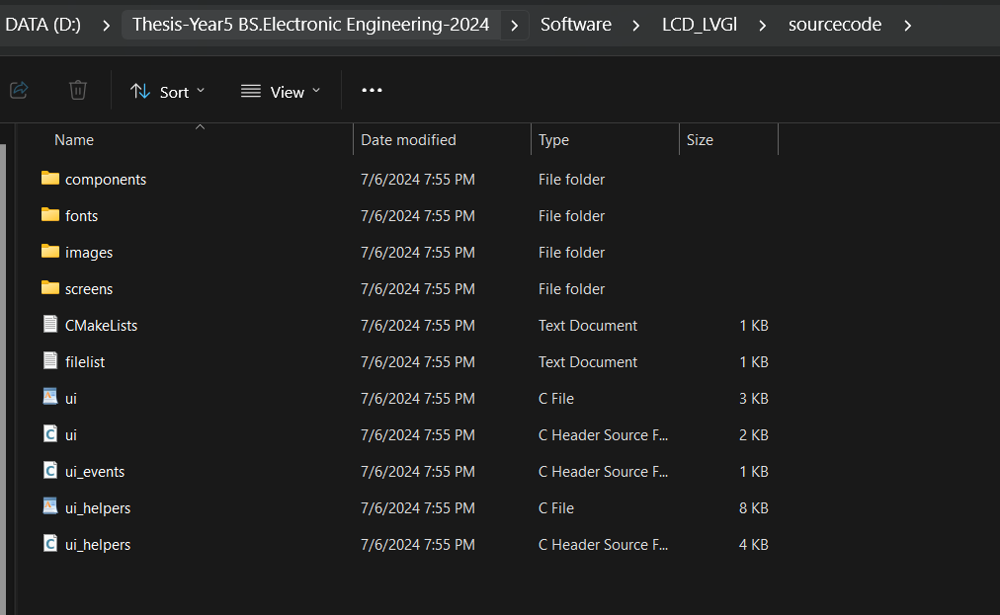 DATA (D:) > Thesis-Year5 BS.Electronic Engineering-2024 > Software > LCD_LVGl > sourcecode >
Sort View
Name Date modified Type Size
components 7/6/2024 7:55 PM File folder
fonts 7/6/2024 7:55 PM File folder
images 7/6/2024 7:55 PM File folder
screens 7/6/2024 7:55 PM File folder
CMakeLists 7/6/2024 7:55 PM Text Document 1 KB
filelist 7/6/2024 7:55 PM Text Document 1 KB
ui 7/6/2024 7:55 PM C File 3 KB
ui 7/6/2024 7:55 PM C Header Source F... 2 KB
ui_events 7/6/2024 7:55 PM C Header Source F... 1 KB
ui_helpers 7/6/2024 7:55 PM C File 8 KB
ui_helpers 7/6/2024 7:55 PM C Header Source F... 4 KB